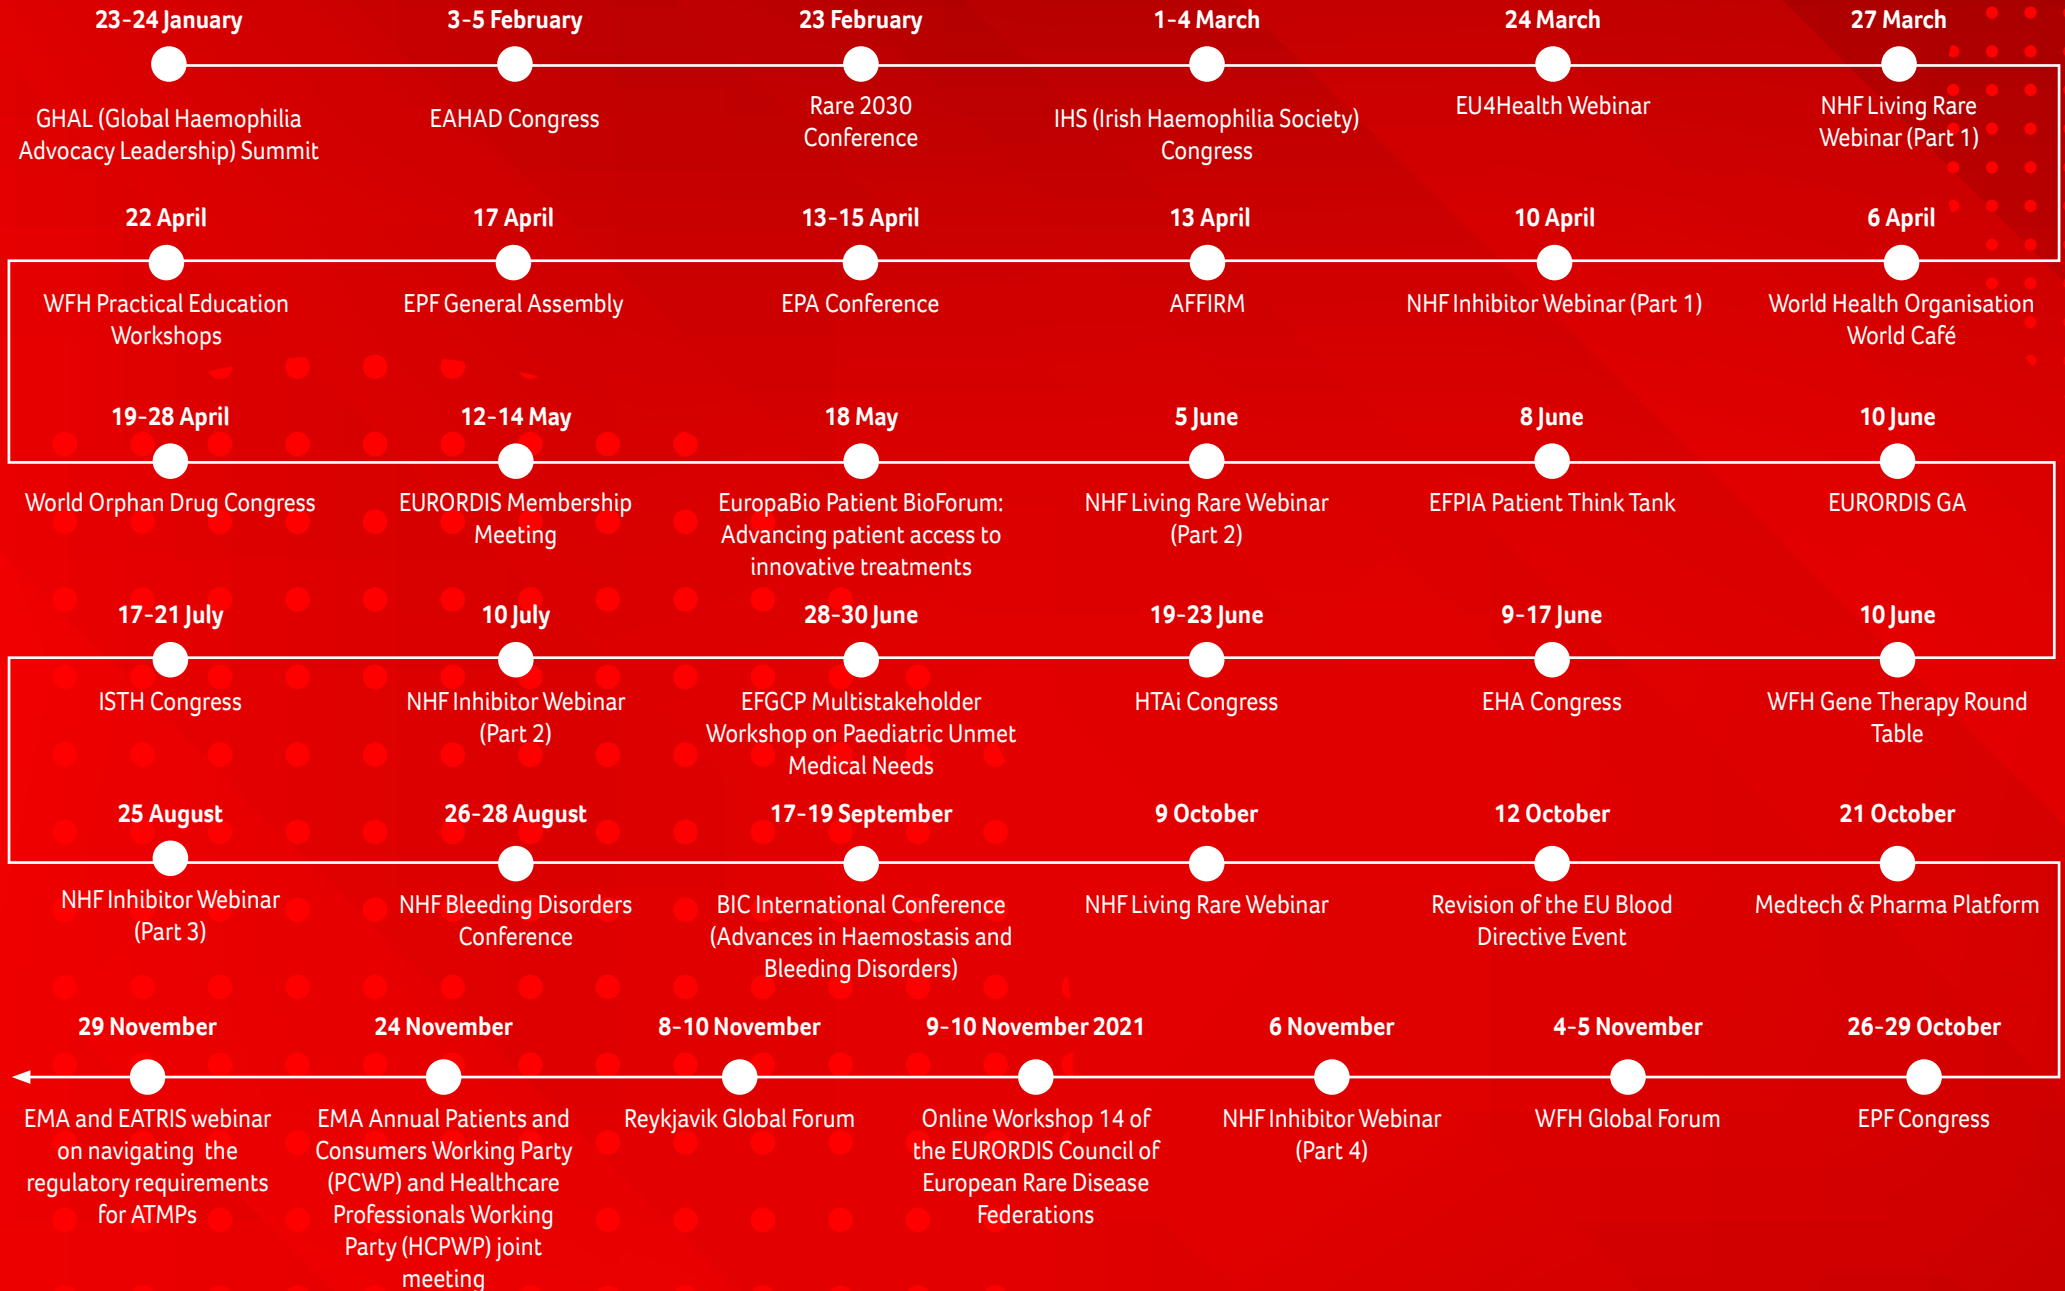 23-24 January
GHAL (Global Haemophilia
Advocacy Leadership) Summit
3-5 February
EAHAD Congress
23 February
Rare 2030
Conference
1-4 March
IHS (Irish Haemophilia Society)
Congress
24 March
EU4Health Webinar
27 March
NHF Living Rare
Webinar (Part 1)
6 April
World Health Organisation
World Café
10 April
NHF Inhibitor Webinar (Part 1)
13 April
AFFIRM
13-15 April
EPA Conference
17 April
EPF General Assembly
22 April
WFH Practical Education
Workshops
19-28 April
World Orphan Drug Congress
12-14 May
EURORDIS Membership
Meeting
18 May
EuropaBio Patient BioForum:
Advancing patient access to
innovative treatments
5 June
NHF Living Rare Webinar
(Part 2)
8 June
EFPIA Patient Think Tank
10 June
EURORDIS GA
10 June
WFH Gene Therapy Round
Table
9-17 June
EHA Congress
19-23 June
HTAi Congress
28-30 June
EFGCP Multistakeholder
Workshop on Paediatric Unmet
Medical Needs
10 July
NHF Inhibitor Webinar
(Part 2)
17-21 July
ISTH Congress
25 August
NHF Inhibitor Webinar
(Part 3)
26-28 August
NHF Bleeding Disorders
Conference
17-19 September
BIC International Conference
(Advances in Haemostasis and
Bleeding Disorders)
9 October
NHF Living Rare Webinar
12 October
Revision of the EU Blood
Directive Event
21 October
Medtech & Pharma Platform
26-29 October
EPF Congress
4-5 November
WFH Global Forum
6 November
NHF Inhibitor Webinar
(Part 4)
9-10 November 2021
Online Workshop 14 of
the EURORDIS Council of
European Rare Disease
Federations
8-10 November
Reykjavik Global Forum
24 November
EMA Annual Patients and
Consumers Working Party
(PCWP) and Healthcare
Professionals Working
Party (HCPWP) joint
meeting
29 November
EMA and EATRIS webinar
on navigating the
regulatory requirements
for ATMPs